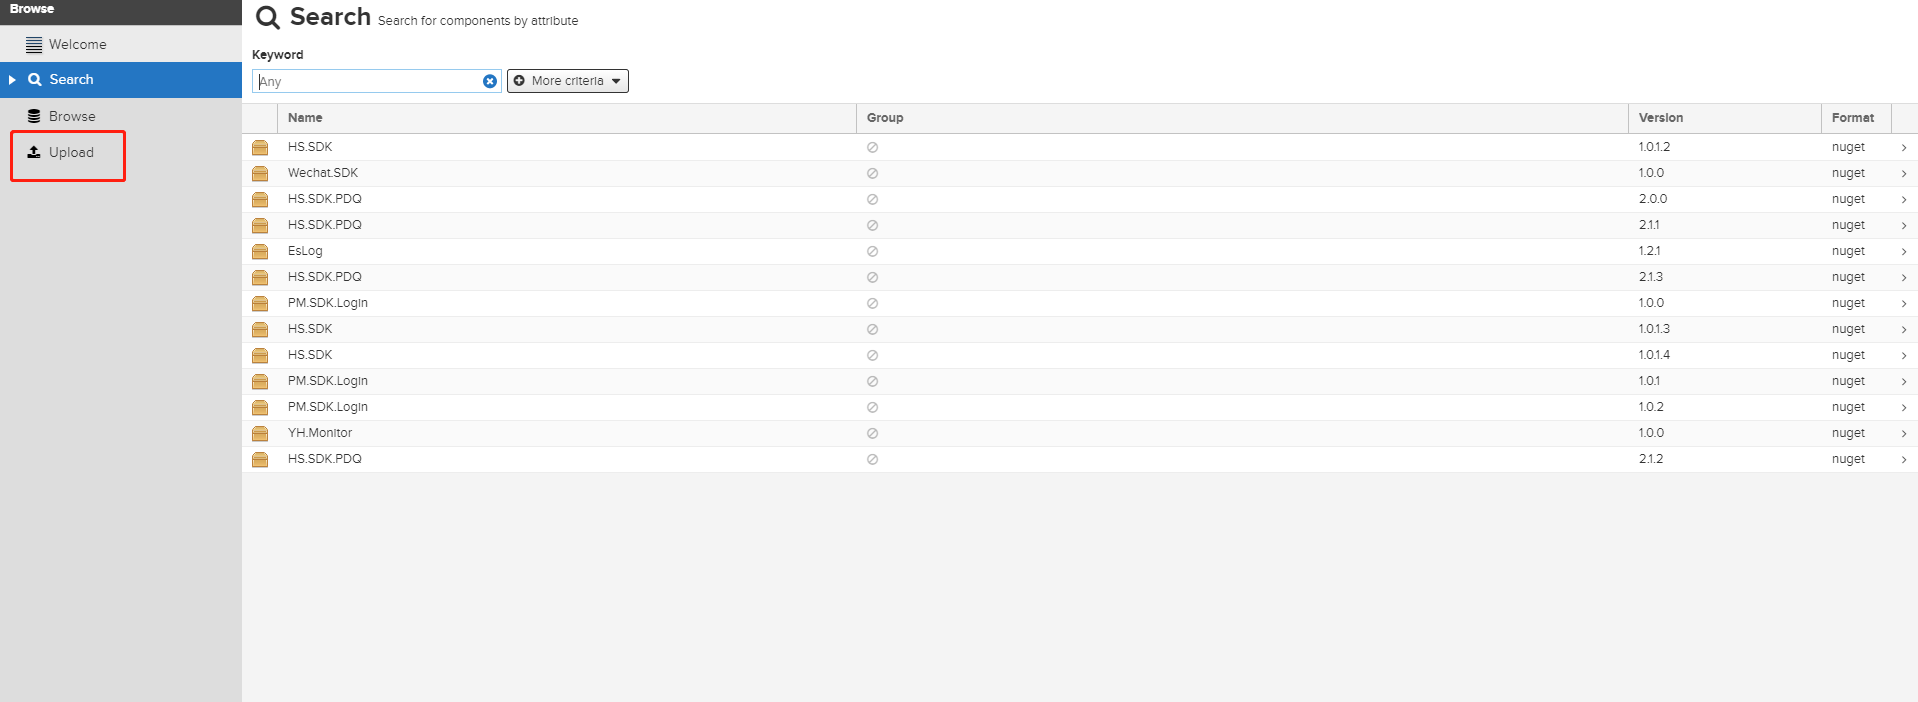 Browse
Welcome
Search
Browse
Upload
Search Search for components by attribute
Keyword
Any More criteria
Name Group Version Format
HS.SDK 1.0.1.2 nuget
Wechat.SDK 1.0.0 nuget
HS.SDK.PDQ 2.0.0 nuget
HS.SDK.PDQ 2.1.1 nuget
EsLog 1.2.1 nuget
HS.SDK.PDQ 2.1.3 nuget
PM.SDK.Login 1.0.0 nuget
HS.SDK 1.0.1.3 nuget
HS.SDK 1.0.1.4 nuget
PM.SDK.Login 1.0.1 nuget
PM.SDK.Login 1.0.2 nuget
YH.Monitor 1.0.0 nuget
HS.SDK.PDQ 2.1.2 nuget